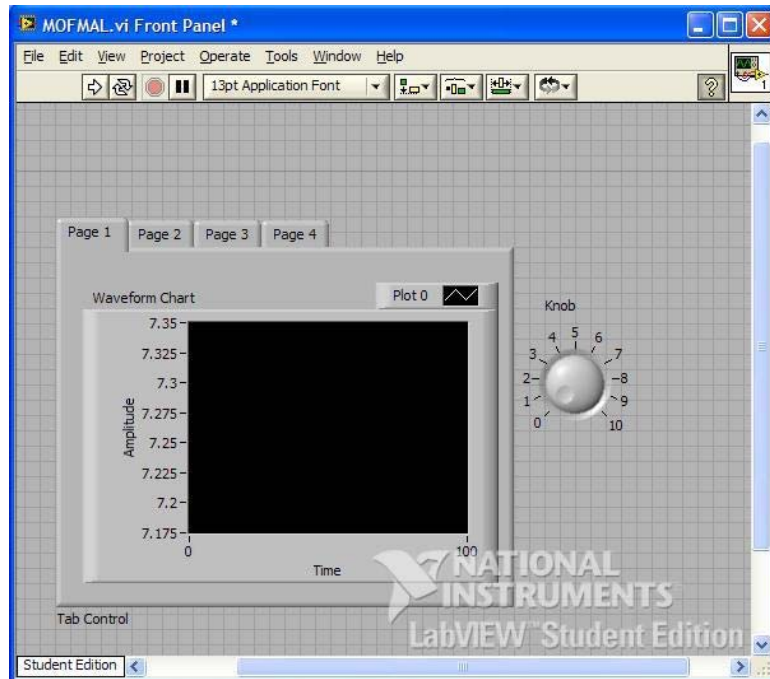 MOFMAL.vi Front Panel *
File Edit View Project Operate Tools Window Help
13pt Application Font
1
Page 1 Page 2 Page 3 Page 4
Waveform Chart
Plot 0
7.35
7.325
7.3
7.275
7.25
7.225
7.2
7.175
Amplitude
0 100
Time
Knob
0 1 2 3 4 5 6 7 8 9 10
Tab Control
NATIONAL
INSTRUMENTS
LabVIEW™ Student Edition
Student Edition